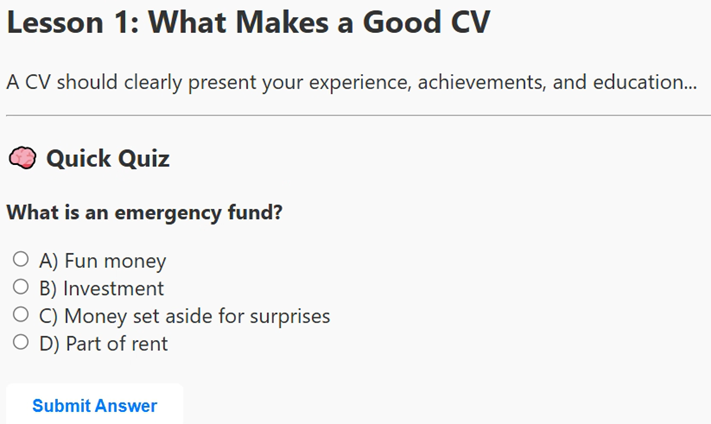 Lesson 1: What Makes a Good CV
A CV should clearly present your experience, achievements, and education...
🧠 Quick Quiz
What is an emergency fund?
A) Fun money
B) Investment
C) Money set aside for surprises
D) Part of rent
Submit Answer